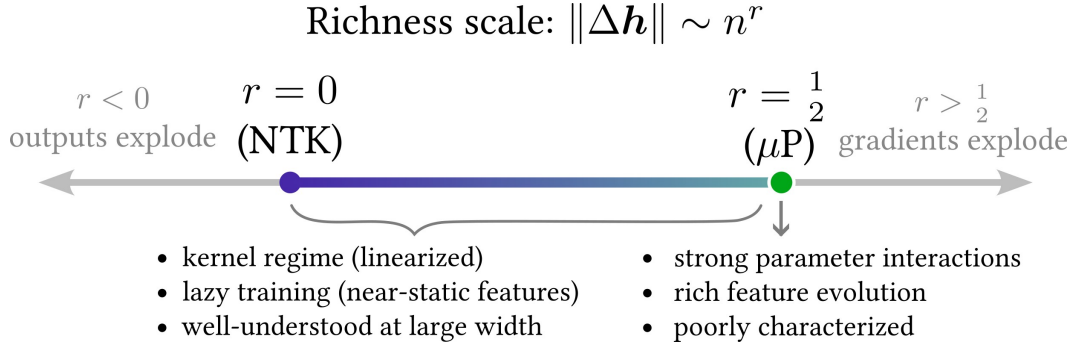 Richness scale: ‖Δh‖ ∼ n^r
r < 0
outputs explode
r = 0
(NTK)
r = 1/2
(μP)
r > 1/2
gradients explode
• kernel regime (linearized)
• lazy training (near-static features)
• well-understood at large width
• strong parameter interactions
• rich feature evolution
• poorly characterized